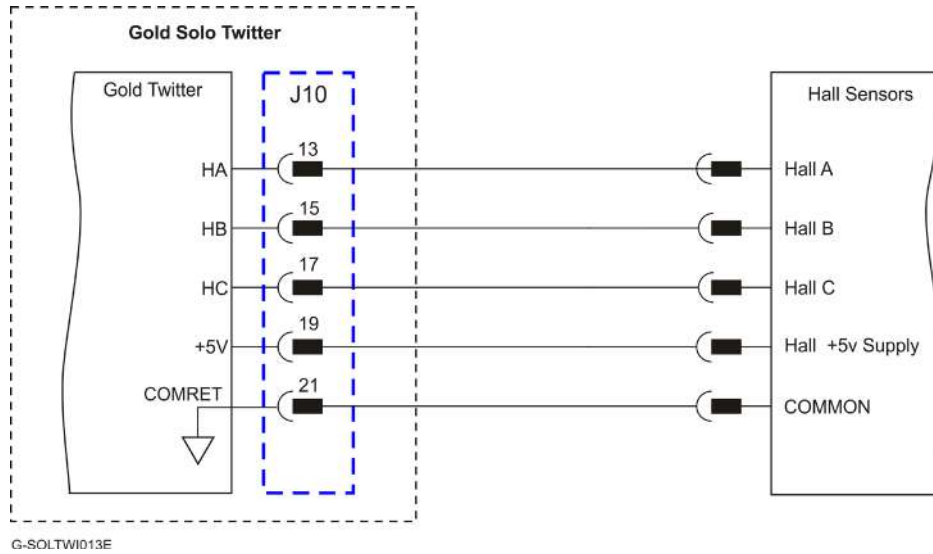 Gold Solo Twitter
Gold Twitter
J10
Hall Sensors
HA
13
Hall A
HB
15
Hall B
HC
17
Hall C
+5V
19
Hall +5v Supply
COMRET
21
COMMON
G-SOLTWI013E